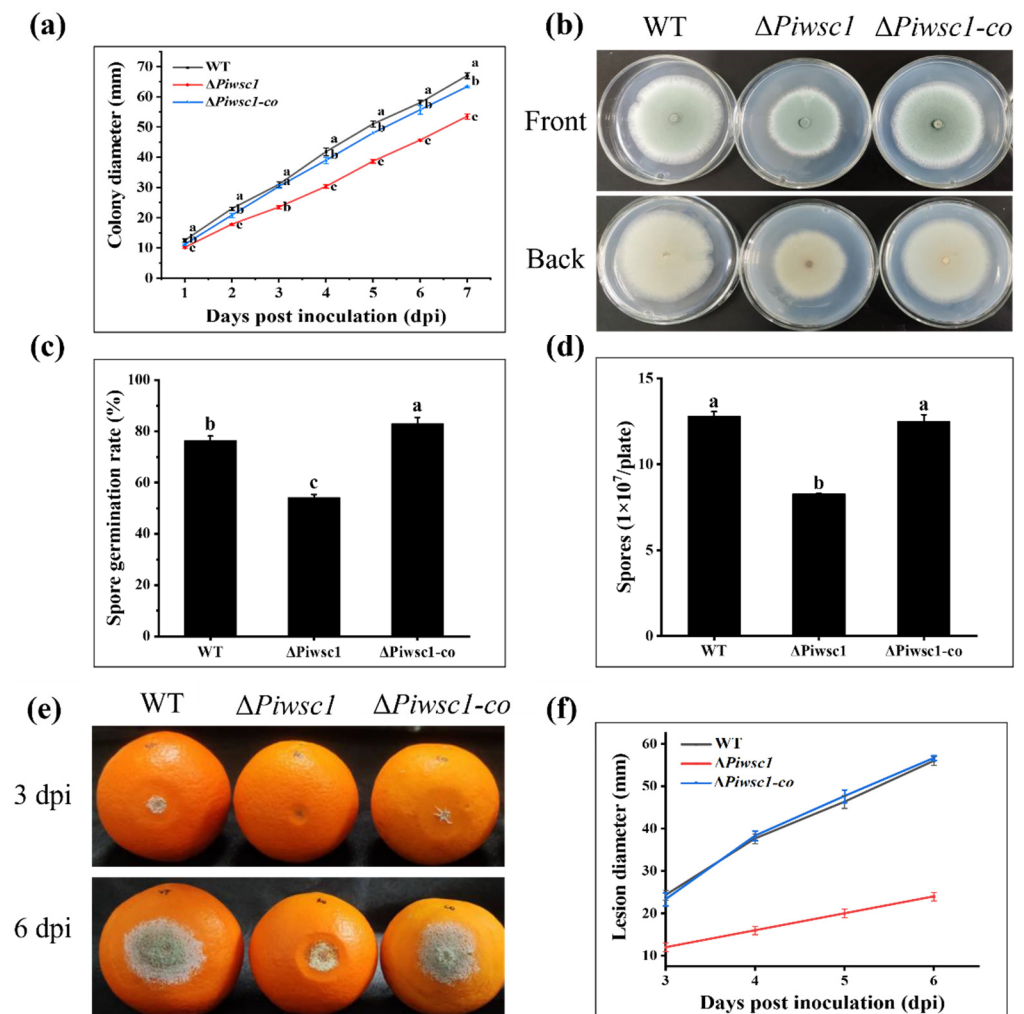 (a)
WT
ΔPiwsc1
ΔPiwsc1-co
Colony diameter (mm)
70
60
50
40
30
20
10
0
a
b
c
a
b
c
a
a
b
a
b
c
a
b
c
a
b
c
a
b
c
1 2 3 4 5 6 7
Days post inoculation (dpi)
(b)
WT ΔPiwsc1 ΔPiwsc1-co
Front
Back
(c)
Spore germination rate (%)
100
80
60
40
20
0
b
c
a
WT ΔPiwsc1 ΔPiwsc1-co
(d)
Spores (1×10⁷/plate)
15
10
5
0
a
b
a
WT ΔPiwsc1 ΔPiwsc1-co
(e)
WT ΔPiwsc1 ΔPiwsc1-co
3 dpi
6 dpi
(f)
WT
ΔPiwsc1
ΔPiwsc1-co
Lesion diameter (mm)
60
50
40
30
20
10
3 4 5 6
Days post inoculation (dpi)